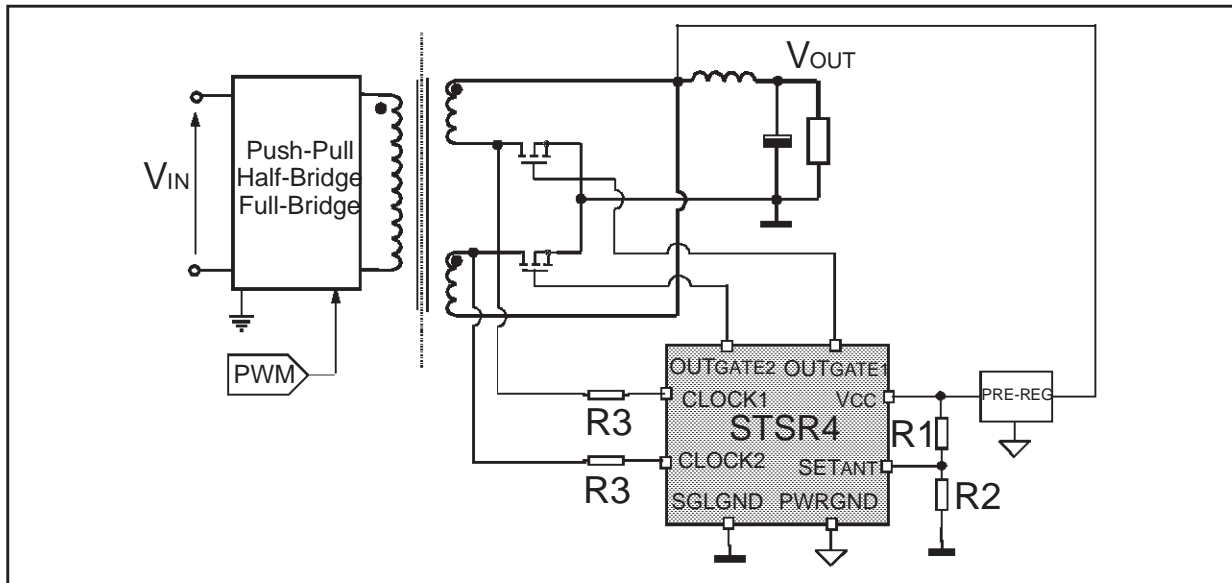 VOUT
VIN
Push-Pull
Half-Bridge
Full-Bridge
PWM
OUTGATE2 OUTGATE1
CLOCK1
VCC
PRE-REG
R3
STSR4
R1
CLOCK2
SETANT
R3
R2
SGLGND PWRGND